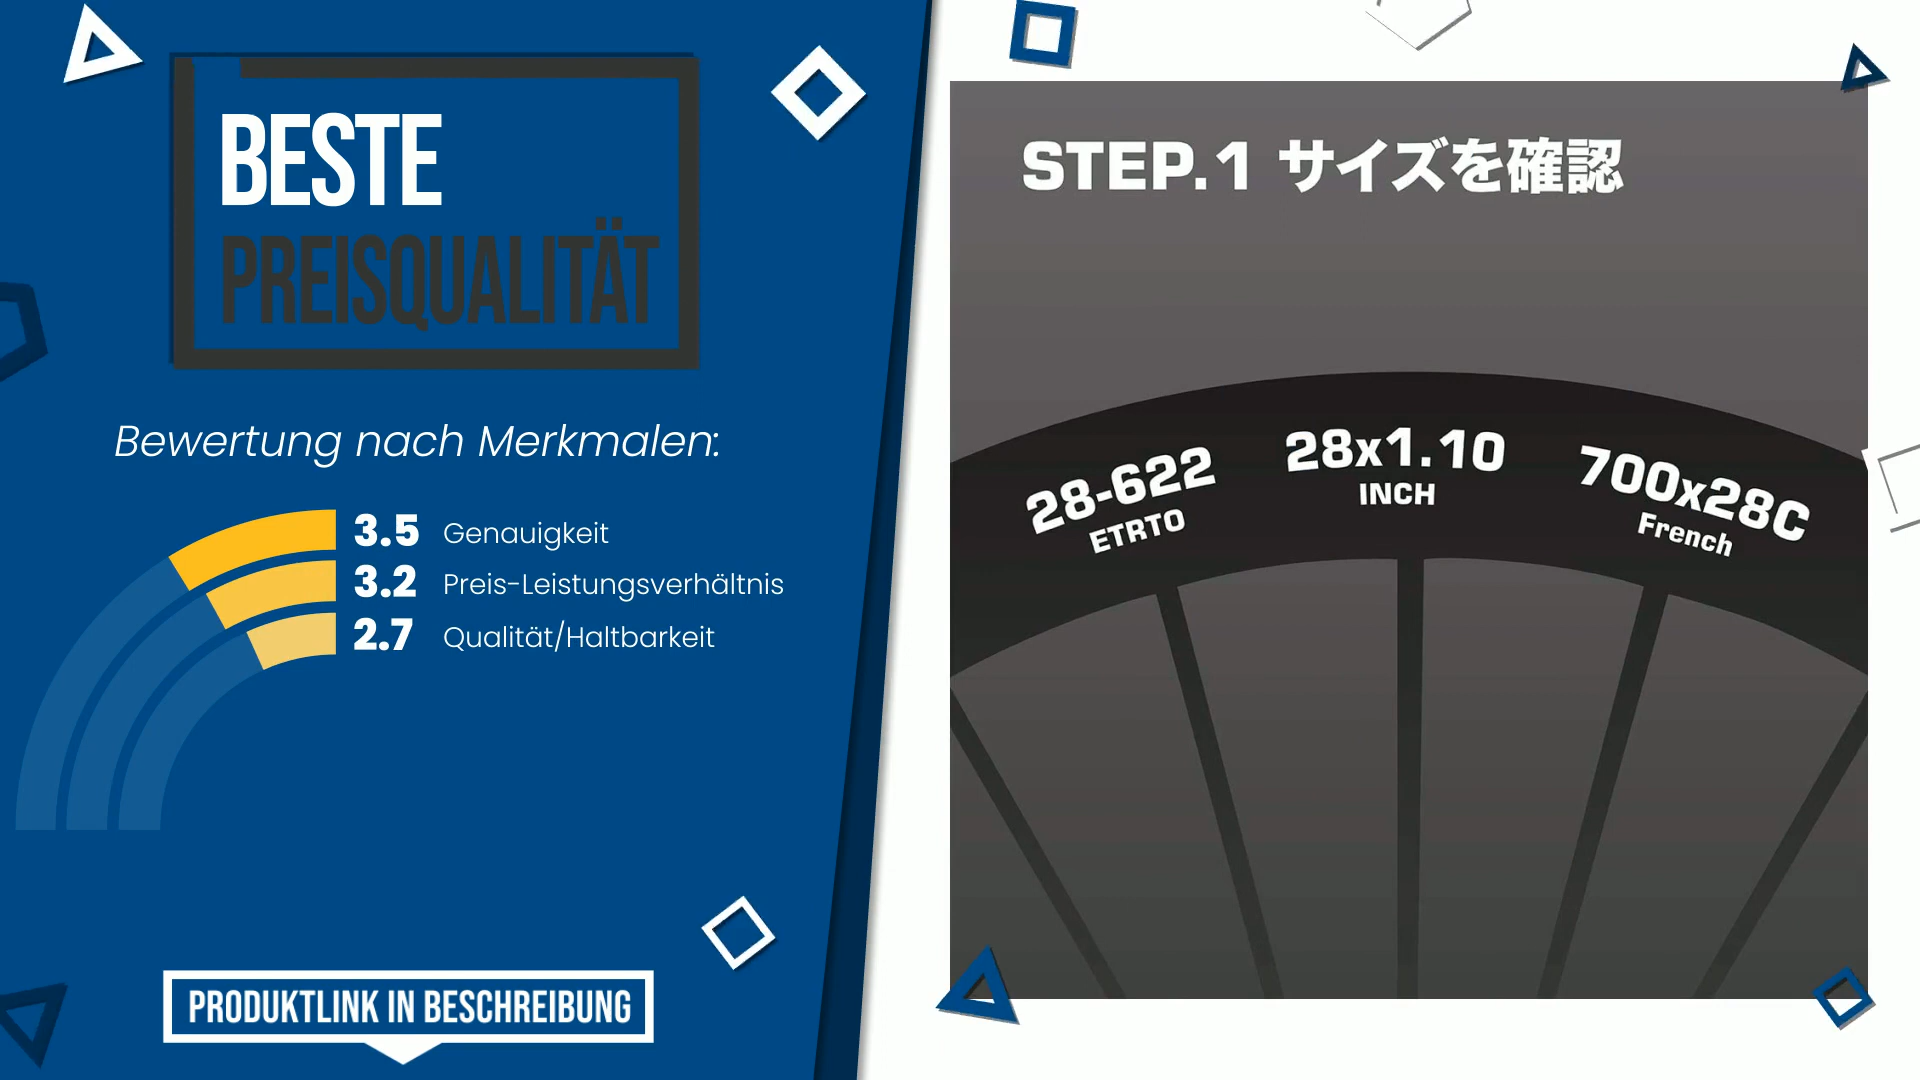 BESTE
PREISQUALITÄT
Bewertung nach Merkmalen:
3.5 Genauigkeit
3.2 Preis-Leistungsverhältnis
2.7 Qualität/Haltbarkeit
PRODUKTLINK IN BESCHREIBUNG
STEP.1 サイズを確認
28-622
ETRTO
28x1.10
INCH
700x28C
French